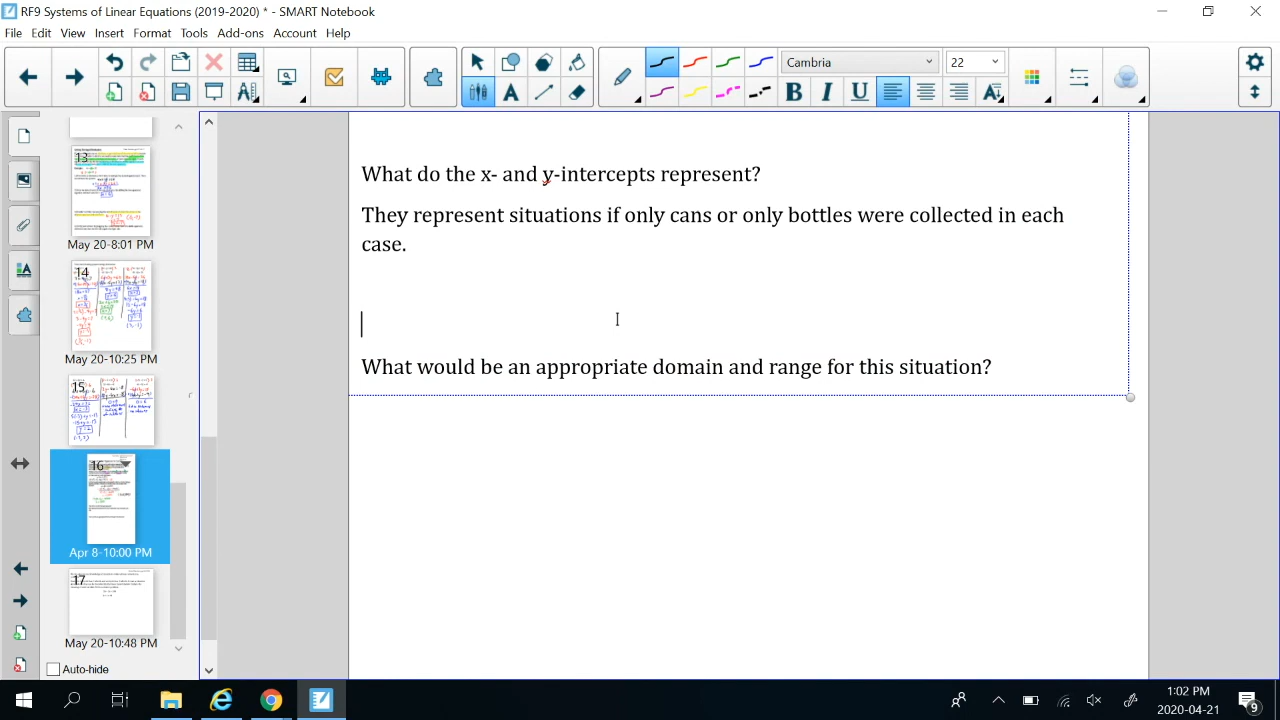 RF9 Systems of Linear Equations (2019-2020) * - SMART Notebook
File Edit View Insert Format Tools Add-ons Account Help
Cambria 22
B I U
What do the x- and y-intercepts represent?
They represent situations if only cans or only bottles were collected in each
case.
What would be an appropriate domain and range for this situation?
13
May 20-8:01 PM
14
May 20-10:25 PM
15
16
Apr 8-10:00 PM
17
May 20-10:48 PM
Auto-hide
1:02 PM
2020-04-21
9